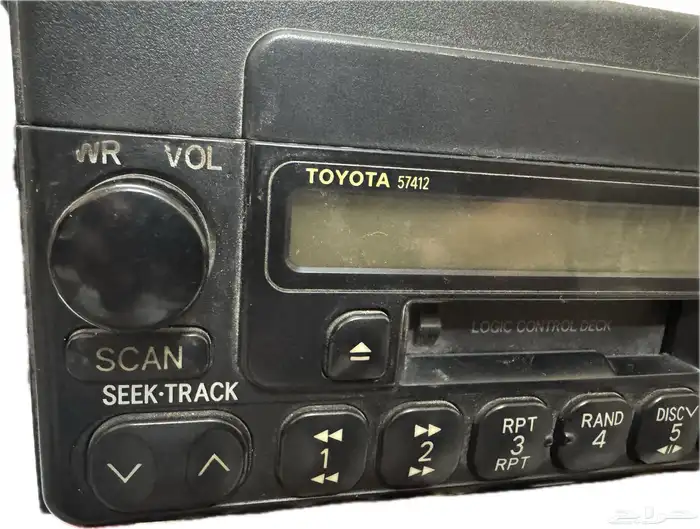 WR VOL
TOYOTA 57412
LOGIC CONTROL DECK
SCAN
SEEK·TRACK
1
2
RPT
3
RPT
RAND
4
DISC
5
حراج